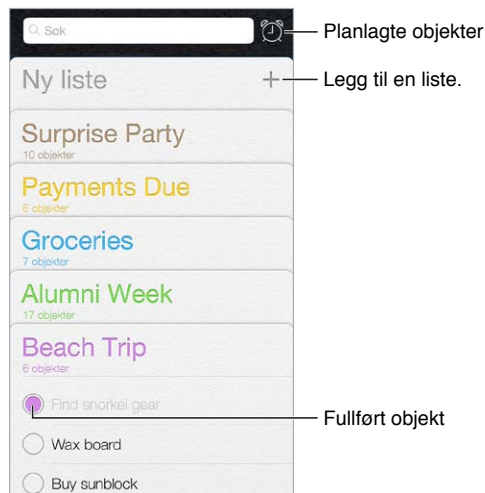 Søk
Planlagte objekter
Ny liste
Legg til en liste.
Surprise Party
10 objekter
Payments Due
6 objekter
Groceries
7 objekter
Alumni Week
17 objekter
Beach Trip
6 objekter
Find snorkel gear
Fullført objekt
Wax board
Buy sunblock